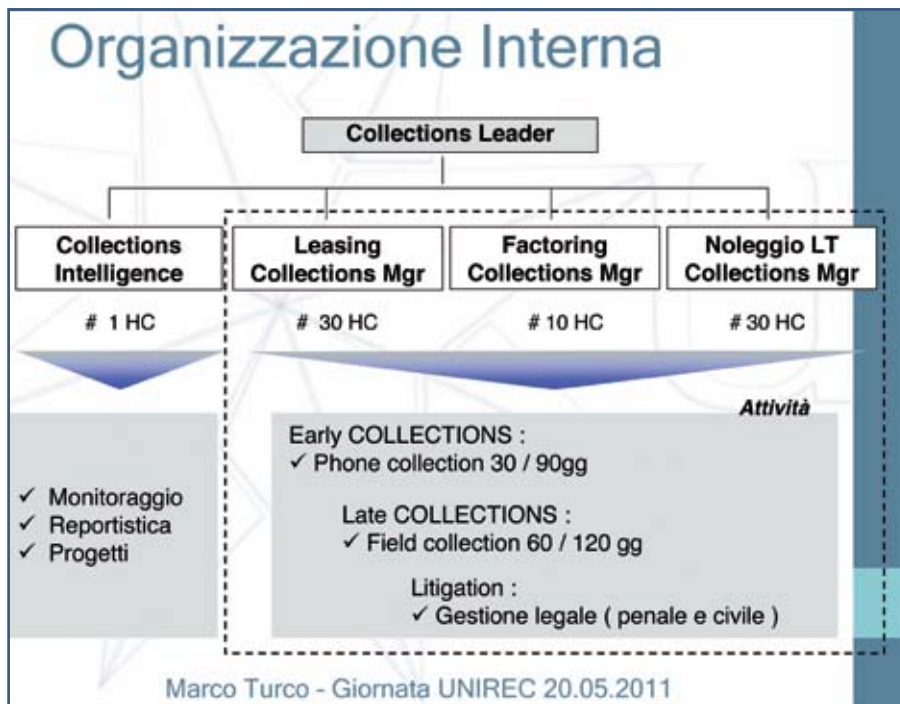 Organizzazione Interna
Collections Leader
Collections
Intelligence
Leasing
Collections Mgr
Factoring
Collections Mgr
Noleggio LT
Collections Mgr
# 1 HC
# 30 HC
# 10 HC
# 30 HC
Attività
✓ Monitoraggio
✓ Reportistica
✓ Progetti
Early COLLECTIONS :
✓ Phone collection 30 / 90gg
Late COLLECTIONS :
✓ Field collection 60 / 120 gg
Litigation :
✓ Gestione legale ( penale e civile )
Marco Turco - Giornata UNIREC 20.05.2011